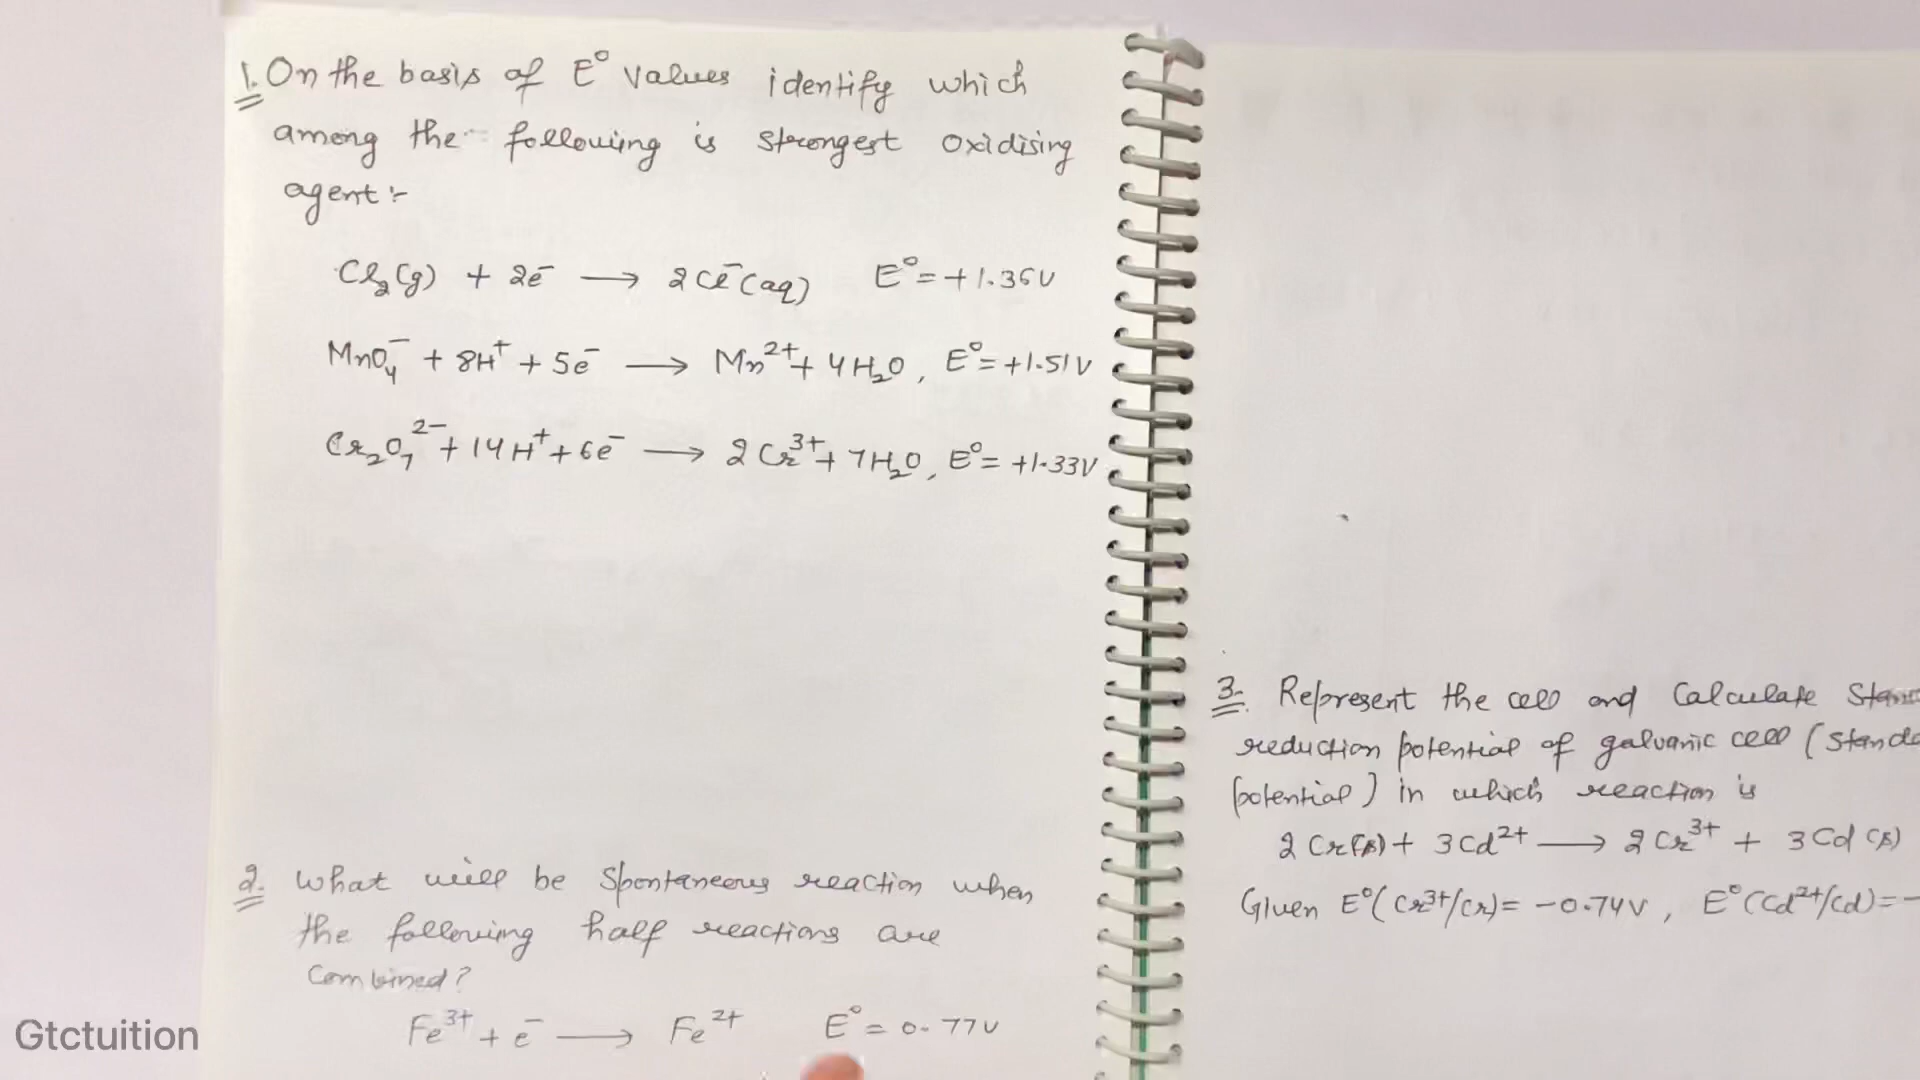 1. On the basis of E° values identify which
among the following is strongest oxidising
agent:-
Cl₂(g) + 2e⁻ → 2Cl⁻(aq) E° = +1.36V
MnO₄⁻ + 8H⁺ + 5e⁻ → Mn²⁺ + 4H₂O, E° = +1.51V
Cr₂O₇²⁻ + 14H⁺ + 6e⁻ → 2Cr³⁺ + 7H₂O, E° = +1.33V
2. What will be spontaneous reaction when
the following half reactions are
combined?
Fe³⁺ + e⁻ → Fe²⁺ E° = 0.77V
3. Represent the cell and calculate
reduction potential of galvanic cell (
potential) in which reaction is
2Cr(s) + 3Cd²⁺ → 2Cr³⁺ + 3Cd(s)
Given E°(Cr³⁺/Cr) = -0.74V, E°(Cd²⁺/Cd) = -
Gtctuition